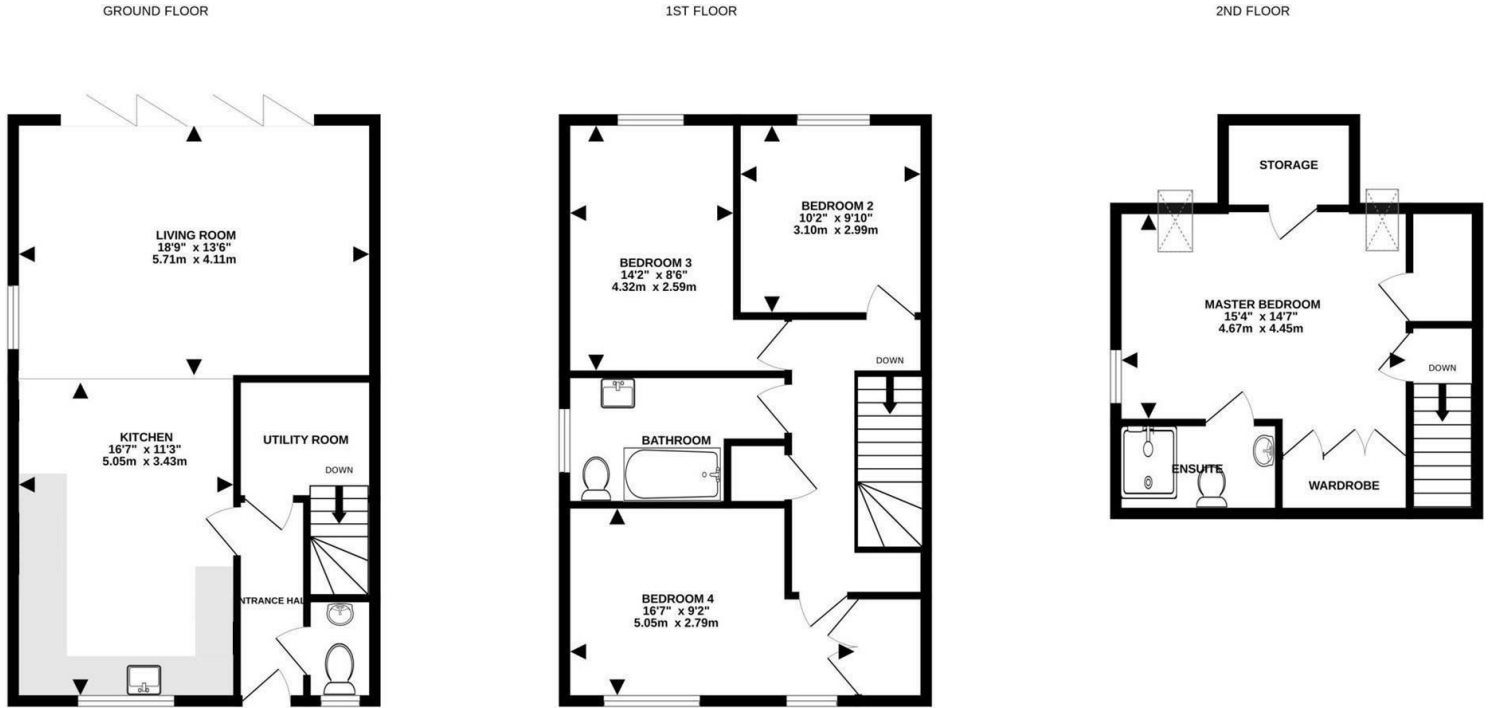 GROUND FLOOR
1ST FLOOR
2ND FLOOR
LIVING ROOM
18'9" x 13'6"
5.71m x 4.11m
KITCHEN
16'7" x 11'3"
5.05m x 3.43m
UTILITY ROOM
DOWN
NTRANCE HAL
BEDROOM 3
14'2" x 8'6"
4.32m x 2.59m
BEDROOM 2
10'2" x 9'10"
3.10m x 2.99m
DOWN
BATHROOM
BEDROOM 4
16'7" x 9'2"
5.05m x 2.79m
STORAGE
MASTER BEDROOM
15'4" x 14'7"
4.67m x 4.45m
DOWN
ENSUITE
WARDROBE